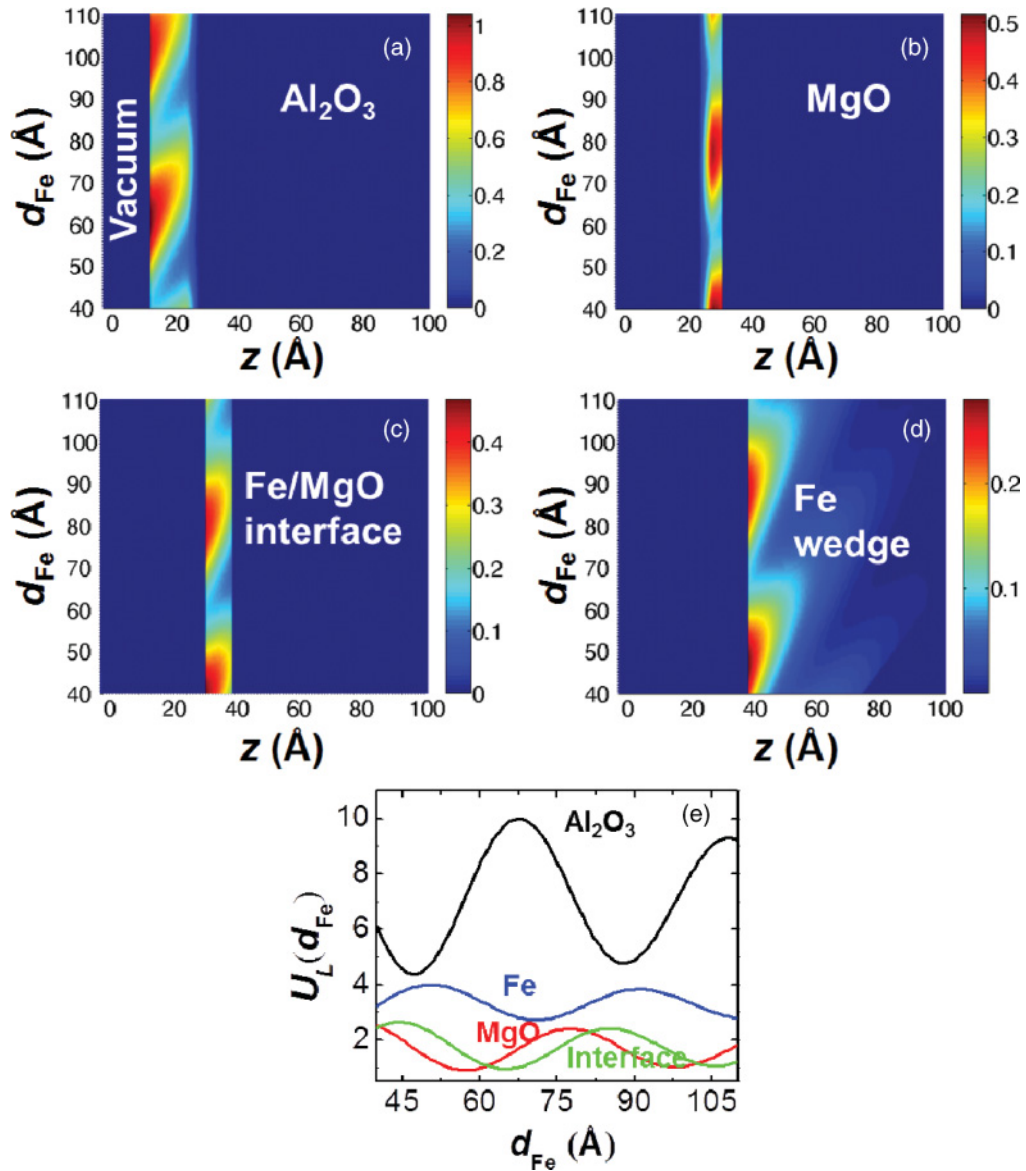 (a)
Vacuum
Al₂O₃
d_Fe (Å)
110
100
90
80
70
60
50
40
0 20 40 60 80 100
z (Å)
1
0.8
0.6
0.4
0.2
0
(b)
MgO
d_Fe (Å)
110
100
90
80
70
60
50
40
0 20 40 60 80 100
z (Å)
0.5
0.4
0.3
0.2
0.1
0
(c)
Fe/MgO
interface
d_Fe (Å)
110
100
90
80
70
60
50
40
0 20 40 60 80 100
z (Å)
0.4
0.3
0.2
0.1
0
(d)
Fe
wedge
d_Fe (Å)
110
100
90
80
70
60
50
40
0 20 40 60 80 100
z (Å)
0.2
0.1
(e)
Al₂O₃
Fe
MgO
Interface
U_L(d_Fe)
10
8
6
4
2
45 60 75 90 105
d_Fe (Å)